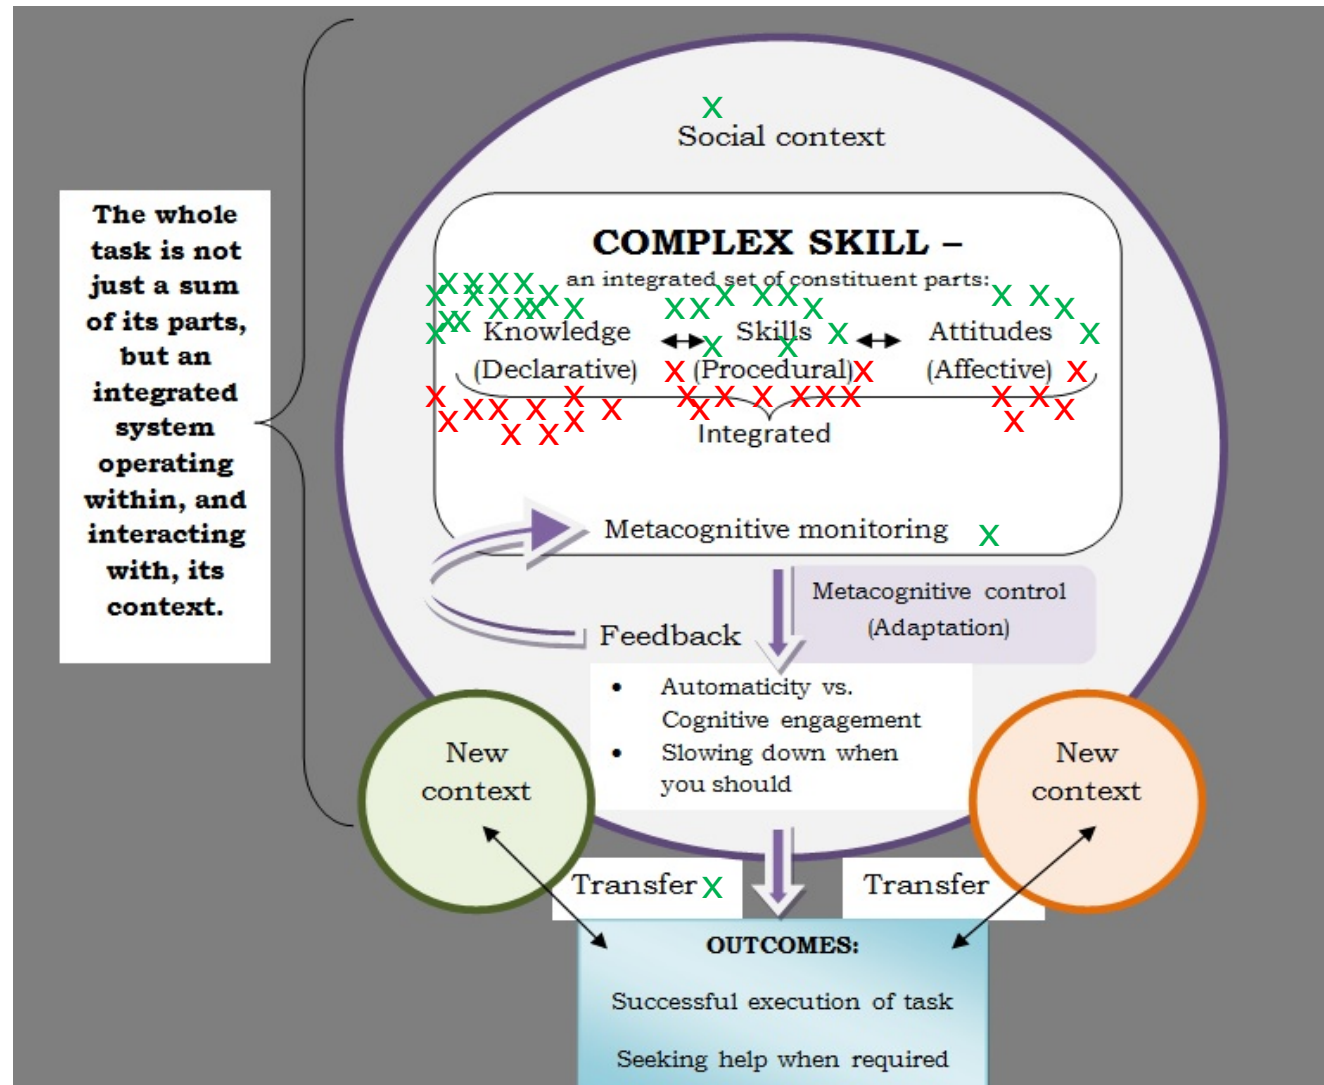 The whole
task is not
just a sum
of its parts,
but an
integrated
system
operating
within, and
interacting
with, its
context.
X
Social context
COMPLEX SKILL –
an integrated set of constituent parts:
X X X X X X X X X X X X X X X X
X X X X X X X X X X
X X X X
Knowledge
(Declarative)
Skills
(Procedural)
Attitudes
(Affective)
X X X X X X X X X X X
X X X X X X X X X
X X X X X
Integrated
Metacognitive monitoring X
Metacognitive control
(Adaptation)
Feedback
• Automaticity vs.
Cognitive engagement
• Slowing down when
you should
New
context
New
context
Transfer X
Transfer
OUTCOMES:
Successful execution of task
Seeking help when required